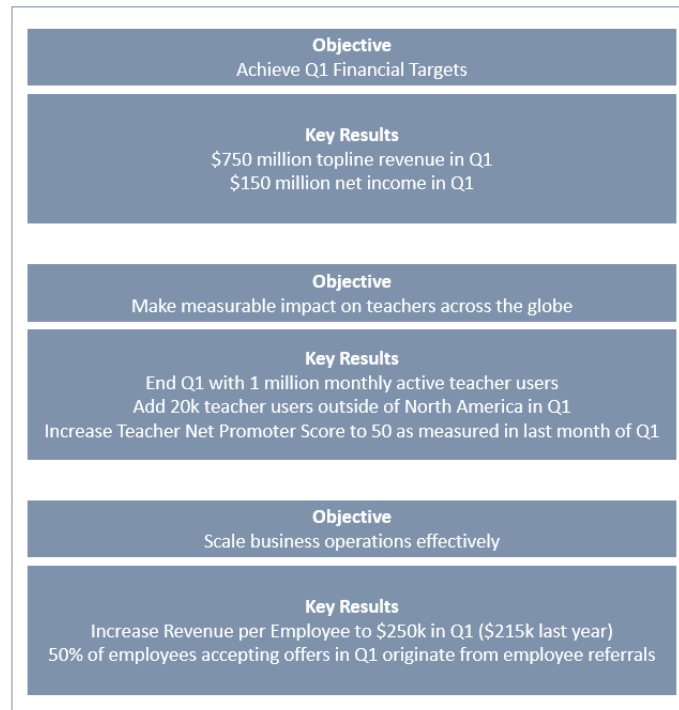 Objective
Achieve Q1 Financial Targets
Key Results
$750 million topline revenue in Q1
$150 million net income in Q1
Objective
Make measurable impact on teachers across the globe
Key Results
End Q1 with 1 million monthly active teacher users
Add 20k teacher users outside of North America in Q1
Increase Teacher Net Promoter Score to 50 as measured in last month of Q1
Objective
Scale business operations effectively
Key Results
Increase Revenue per Employee to $250k in Q1 ($215k last year)
50% of employees accepting offers in Q1 originate from employee referrals